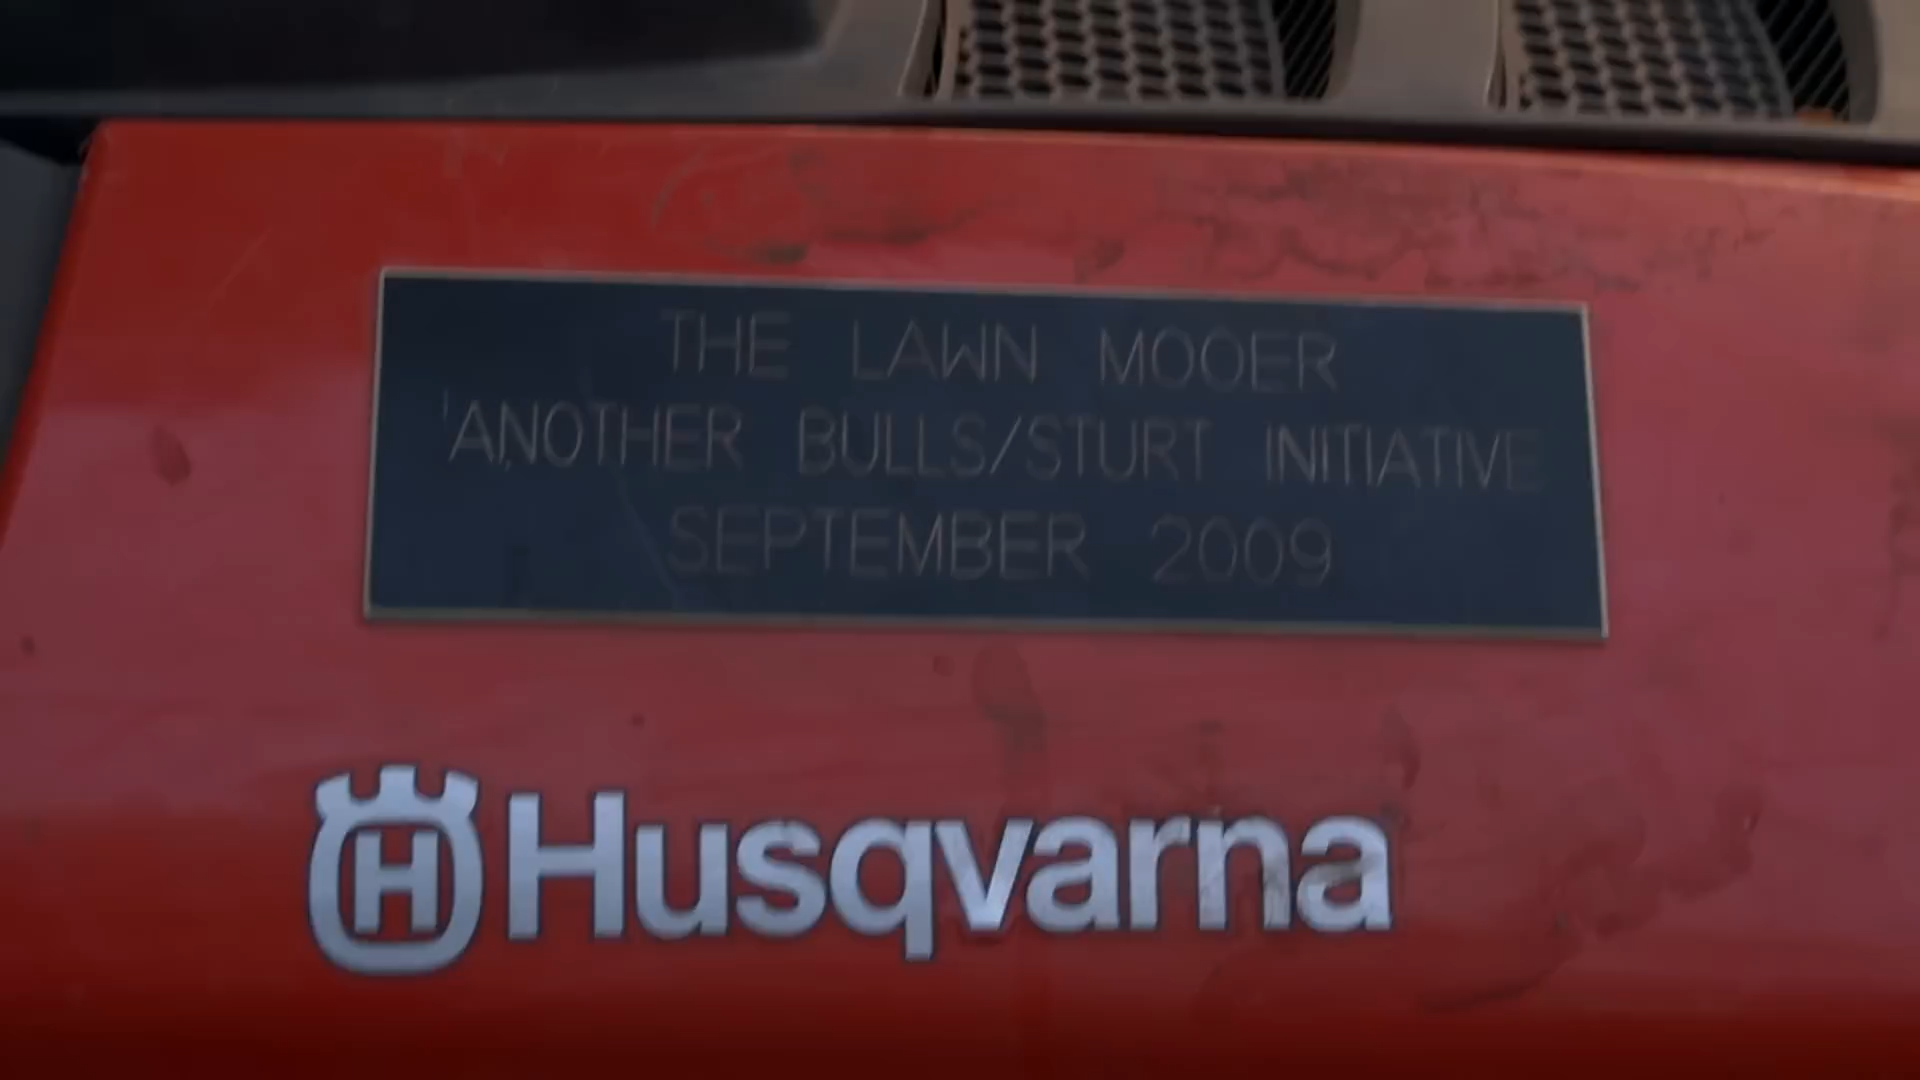 THE LAWN MOOER
ANOTHER BULLS/STURT INITIATIVE
SEPTEMBER 2009
H Husqvarna